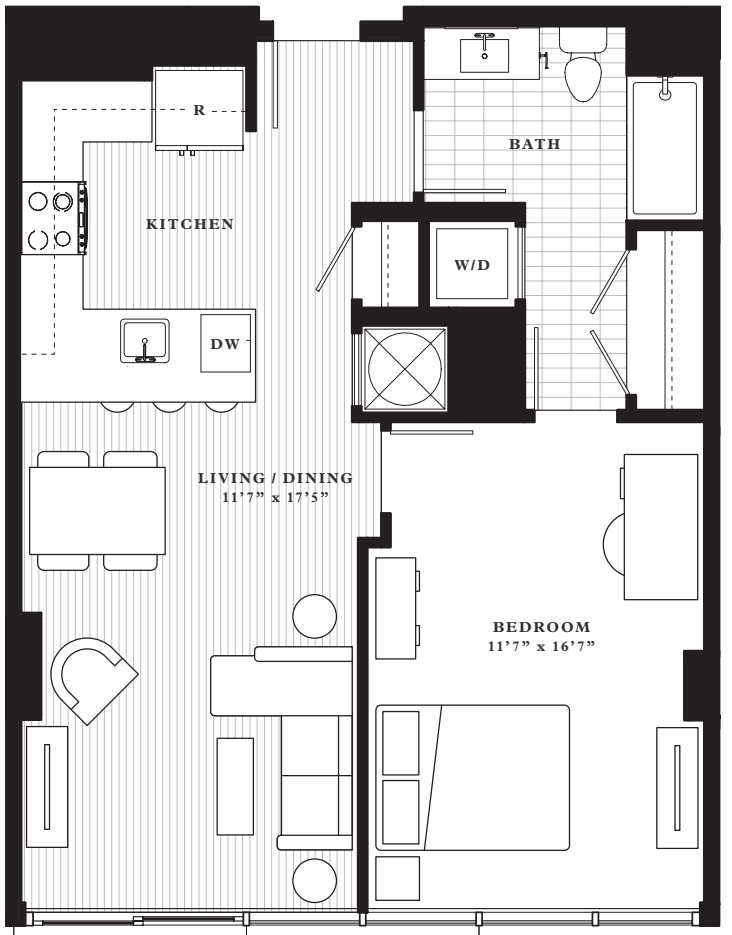 R
BATH
KITCHEN
W/D
DW
LIVING / DINING
11’7” x 17’5”
BEDROOM
11’7” x 16’7”